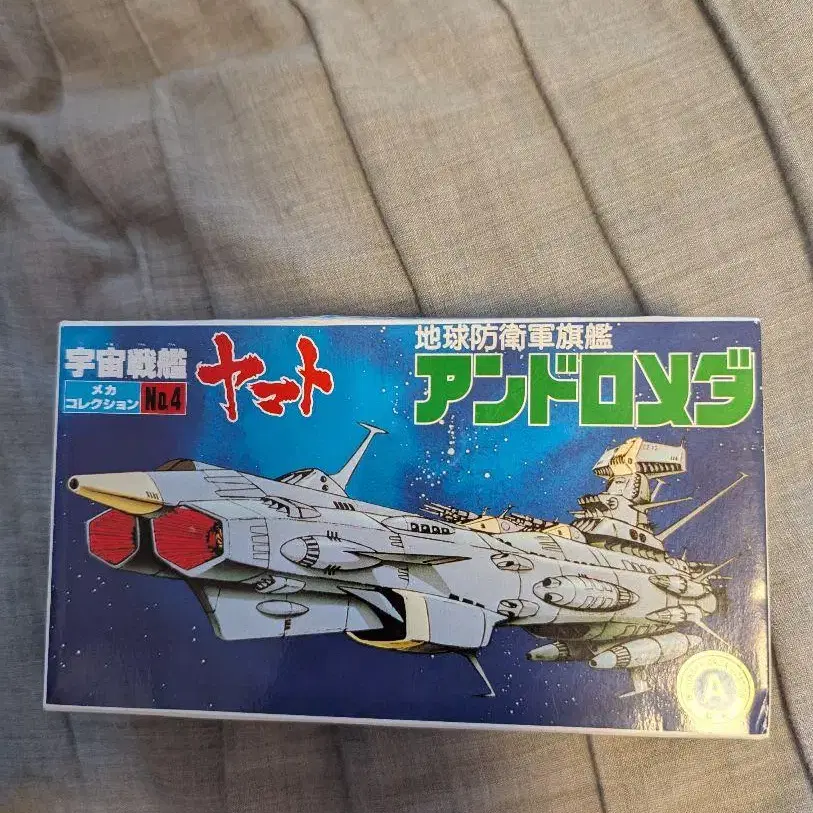 宇宙戦艦
ヤマト
メカ
コレクション
No.4
地球防衛軍旗艦
アンドロメダ
A